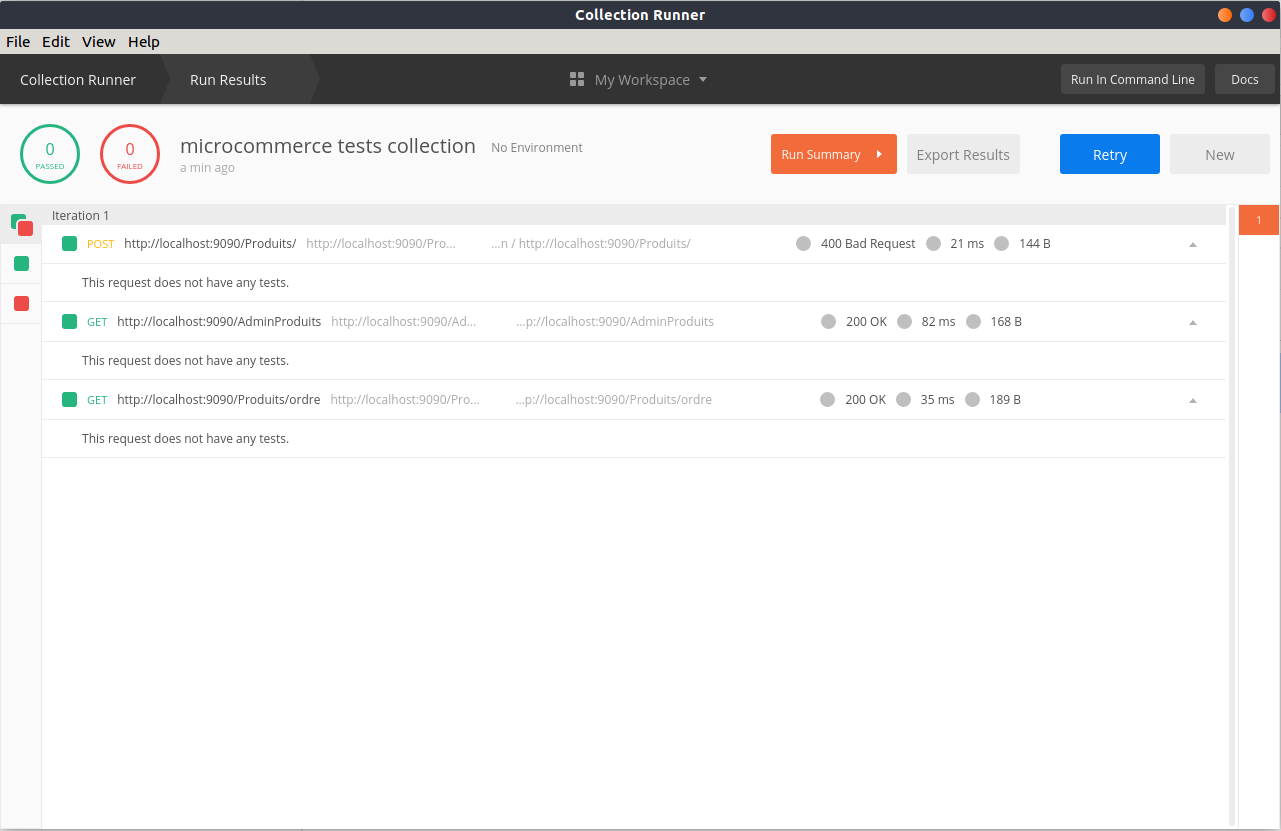 Collection Runner
File Edit View Help
Collection Runner Run Results My Workspace Run In Command Line Docs
0 PASSED
0 FAILED
microcommerce tests collection No Environment
a min ago
Run Summary Export Results Retry New
Iteration 1
1
POST http://localhost:9090/Produits/ http://localhost:9090/Pro... ...n / http://localhost:9090/Produits/ 400 Bad Request 21 ms 144 B
This request does not have any tests.
GET http://localhost:9090/AdminProduits http://localhost:9090/Ad... ...p://localhost:9090/AdminProduits 200 OK 82 ms 168 B
This request does not have any tests.
GET http://localhost:9090/Produits/ordre http://localhost:9090/Pro... ...p://localhost:9090/Produits/ordre 200 OK 35 ms 189 B
This request does not have any tests.